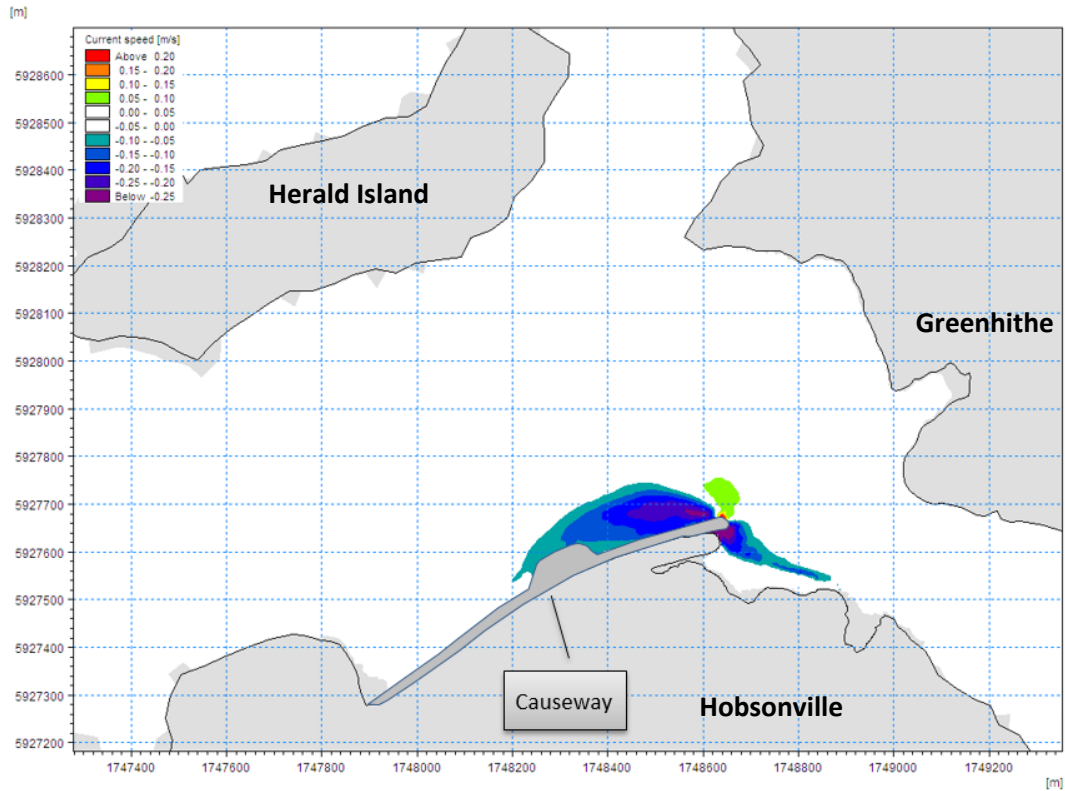 [m]
Current speed [m/s]
Above 0.20
0.15 - 0.20
0.10 - 0.15
0.05 - 0.10
0.00 - 0.05
-0.05 - 0.00
-0.10 - -0.05
-0.15 - -0.10
-0.20 - -0.15
-0.25 - -0.20
Below -0.25
5928600
5928500
5928400
Herald Island
5928300
5928200
5928100
Greenhithe
5928000
5927900
5927800
5927700
5927600
5927500
5927400
5927300
Causeway
Hobsonville
5927200
1747400 1747600 1747800 1748000 1748200 1748400 1748600 1748800 1749000 1749200
[m]